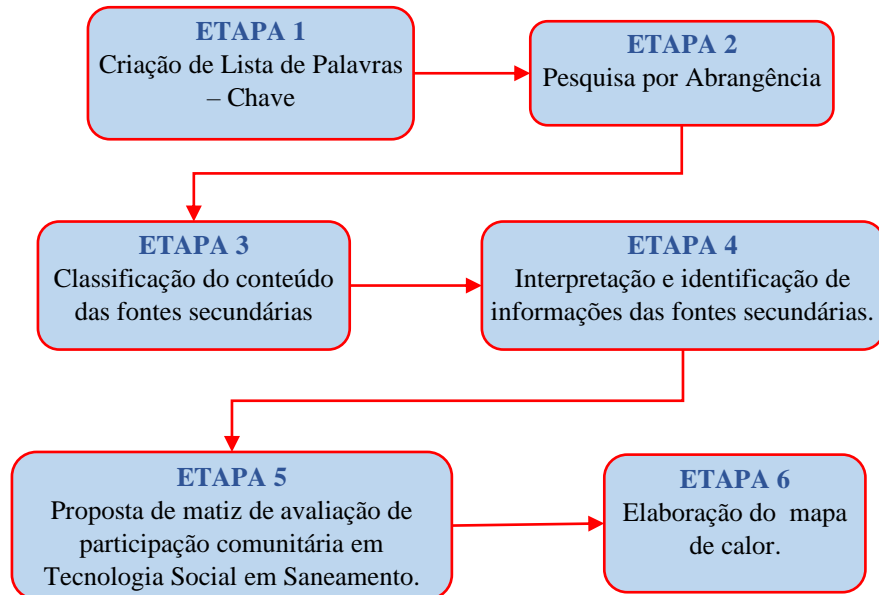 ETAPA 1
Criação de Lista de Palavras
– Chave
ETAPA 2
Pesquisa por Abrangência
ETAPA 3
Classificação do conteúdo
das fontes secundárias
ETAPA 4
Interpretação e identificação de
informações das fontes secundárias.
ETAPA 5
Proposta de matiz de avaliação de
participação comunitária em
Tecnologia Social em Saneamento.
ETAPA 6
Elaboração do mapa
de calor.